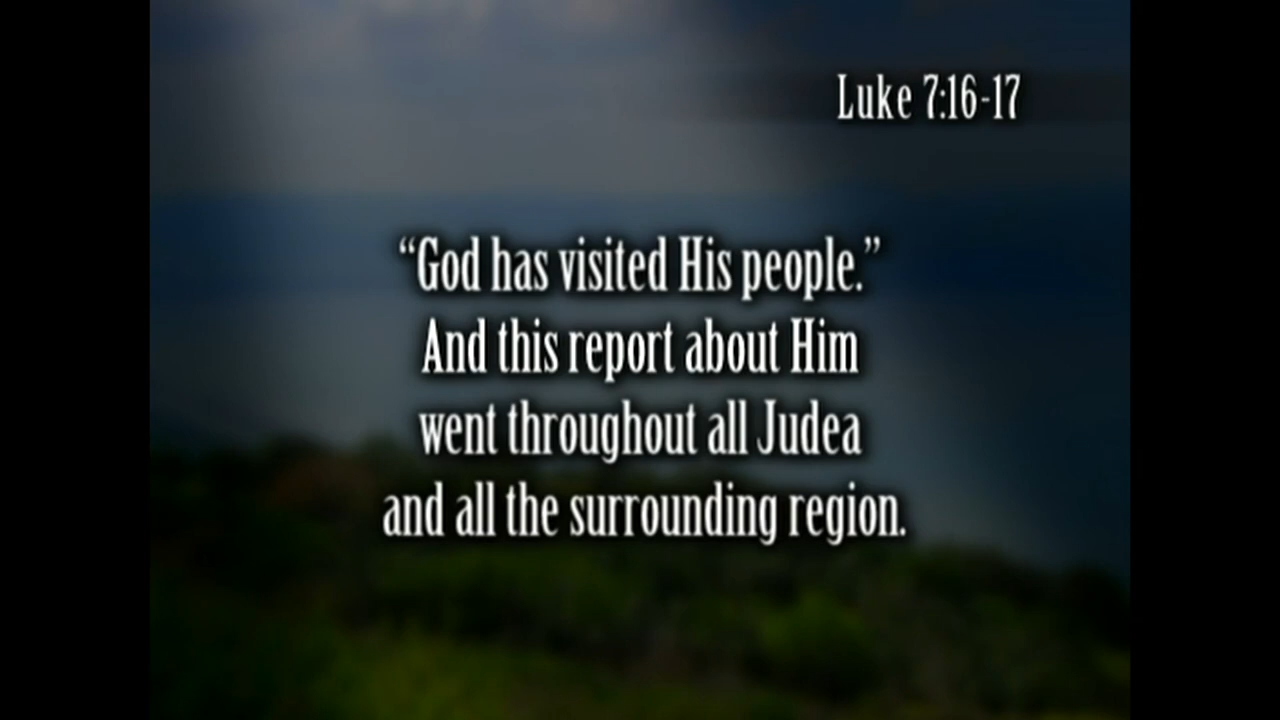 Luke 7:16-17
“God has visited His people.”
And this report about Him
went throughout all Judea
and all the surrounding region.